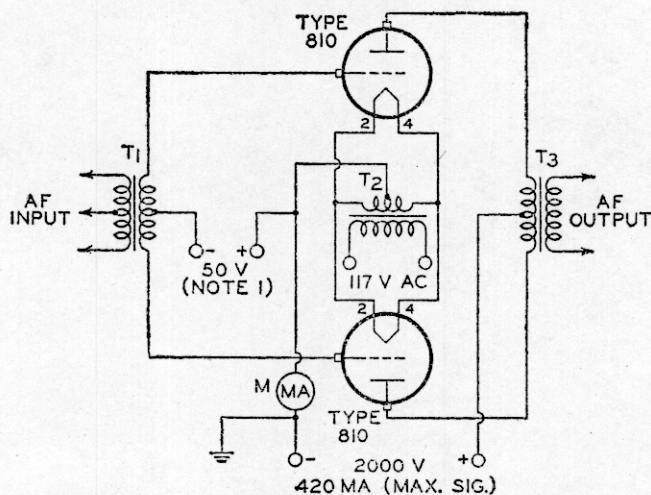 TYPE
810
2 4
T1
T2
T3
AF
INPUT
AF
OUTPUT
- +
50 V
(NOTE 1)
117 V AC
2 4
M MA
TYPE
810
- 2000 V +
420 MA (MAX. SIG.)